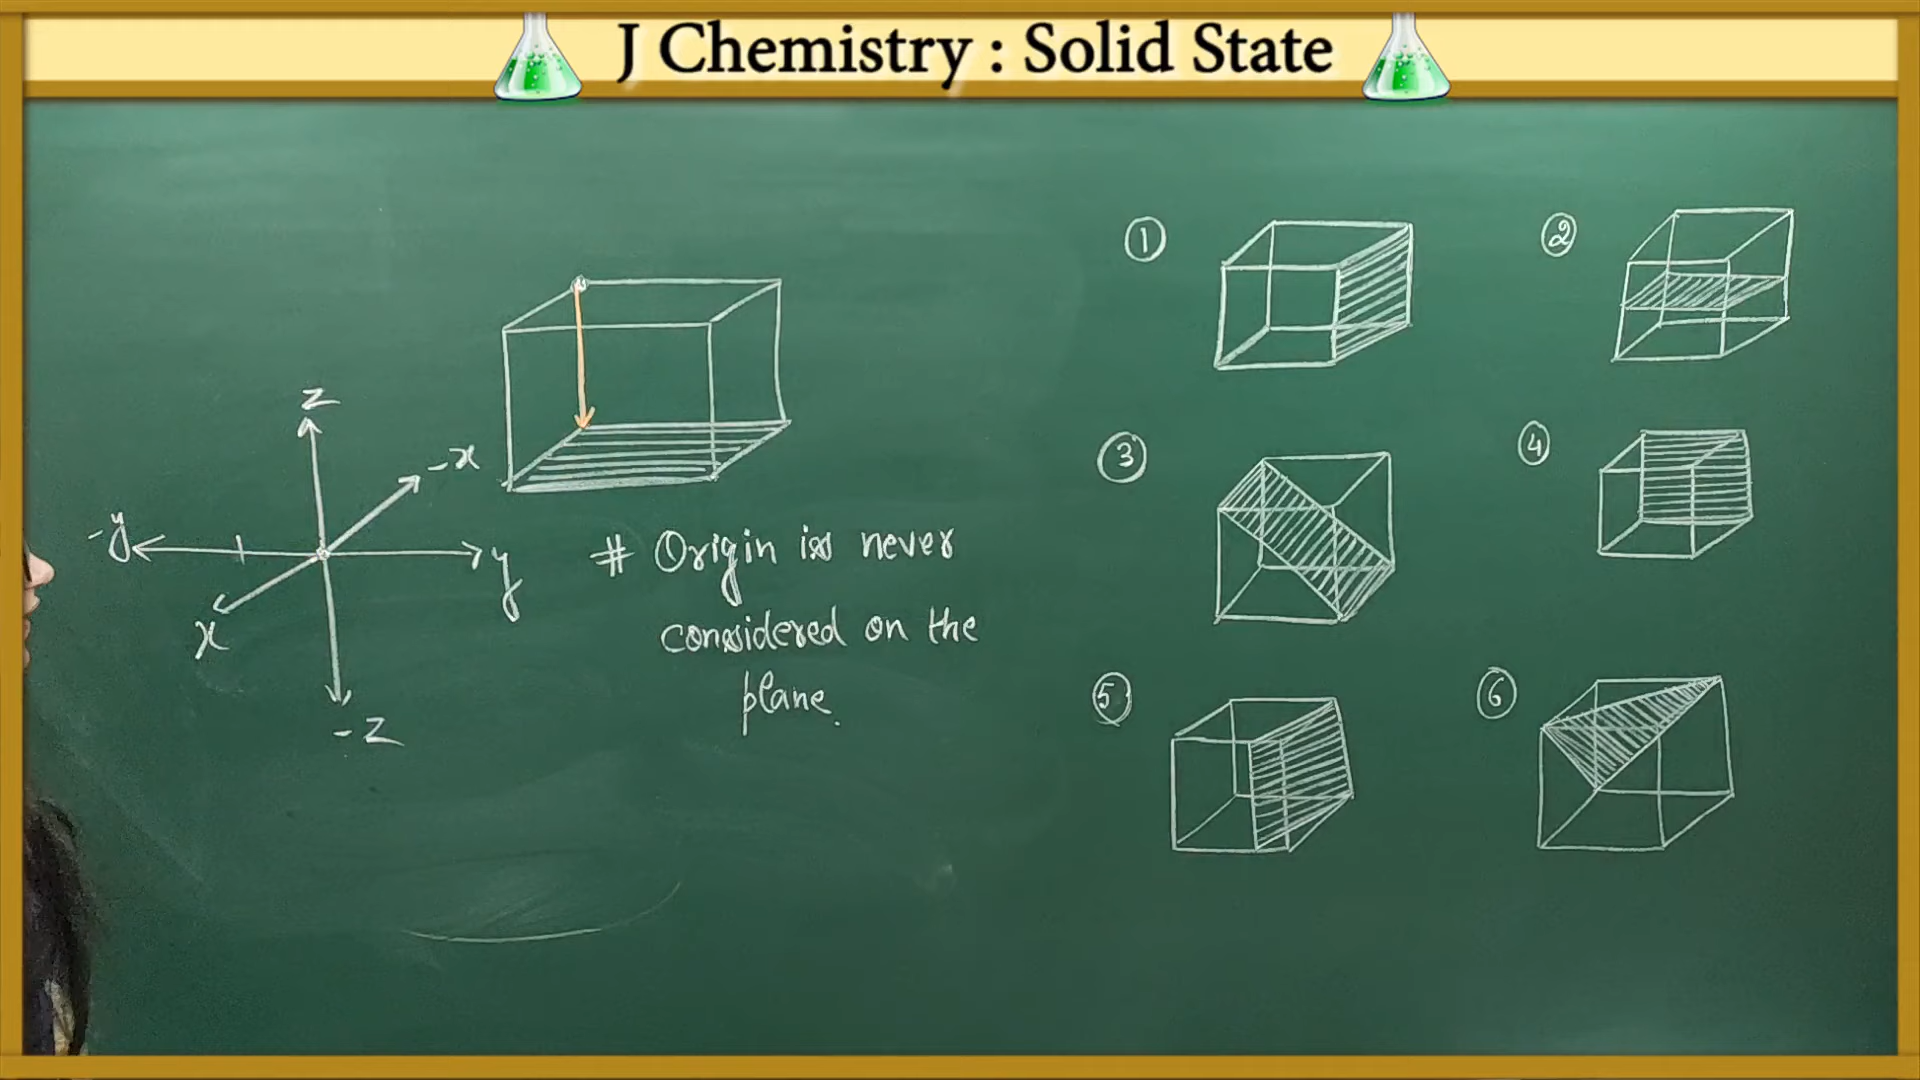 J Chemistry : Solid State
z
-x
-y
y
x
-z
# Origin is never
considered on the
plane.
1
2
3
4
5
6